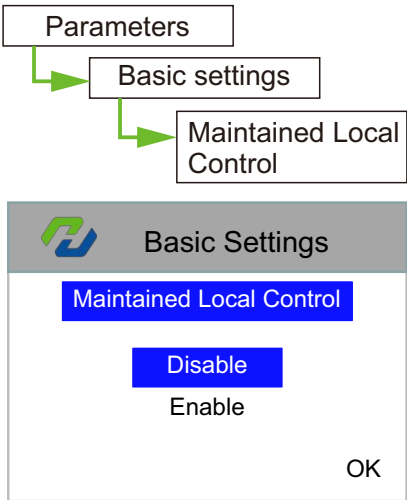 Parameters
Basic settings
Maintained Local
Control
Basic Settings
Maintained Local Control
Disable
Enable
OK